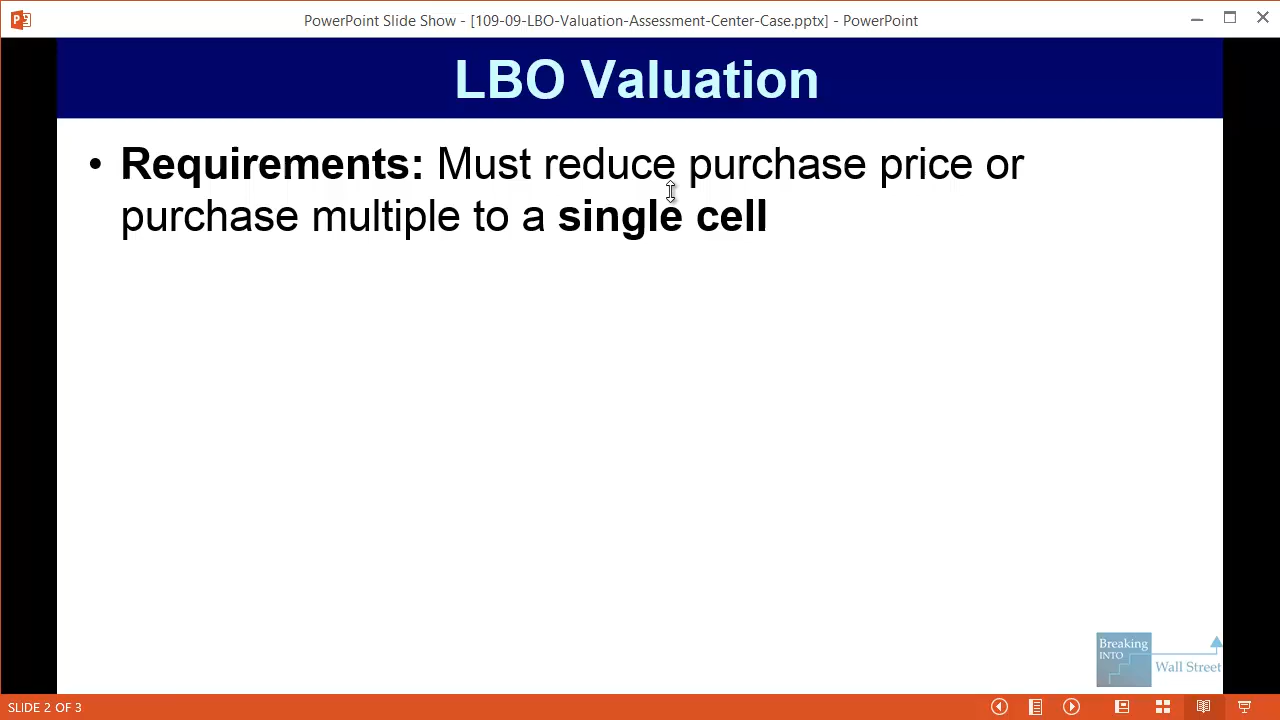 PowerPoint Slide Show - [109-09-LBO-Valuation-Assessment-Center-Case.pptx] - PowerPoint
LBO Valuation
• Requirements: Must reduce purchase price or
purchase multiple to a single cell
Breaking
INTO
Wall Street
SLIDE 2 OF 3